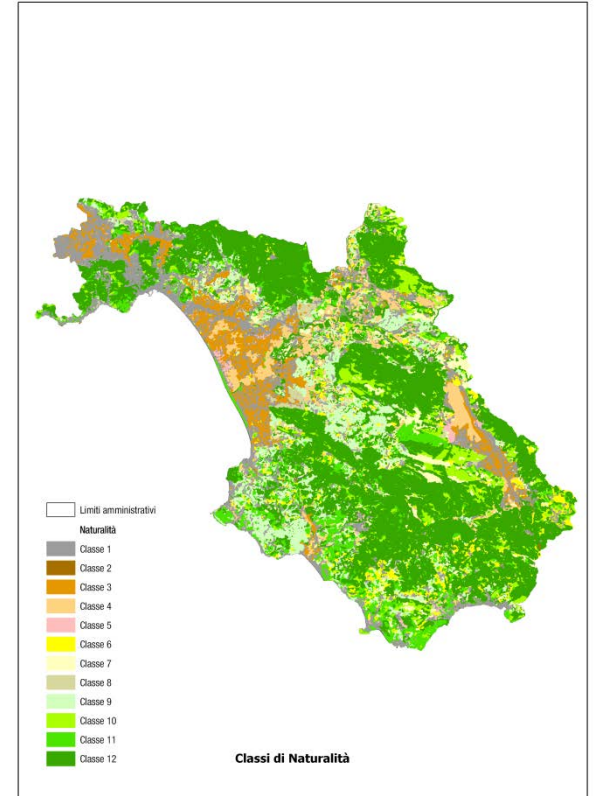 Limiti amministrativi
Naturalità
Classe 1
Classe 2
Classe 3
Classe 4
Classe 5
Classe 6
Classe 7
Classe 8
Classe 9
Classe 10
Classe 11
Classe 12
Classi di Naturalità